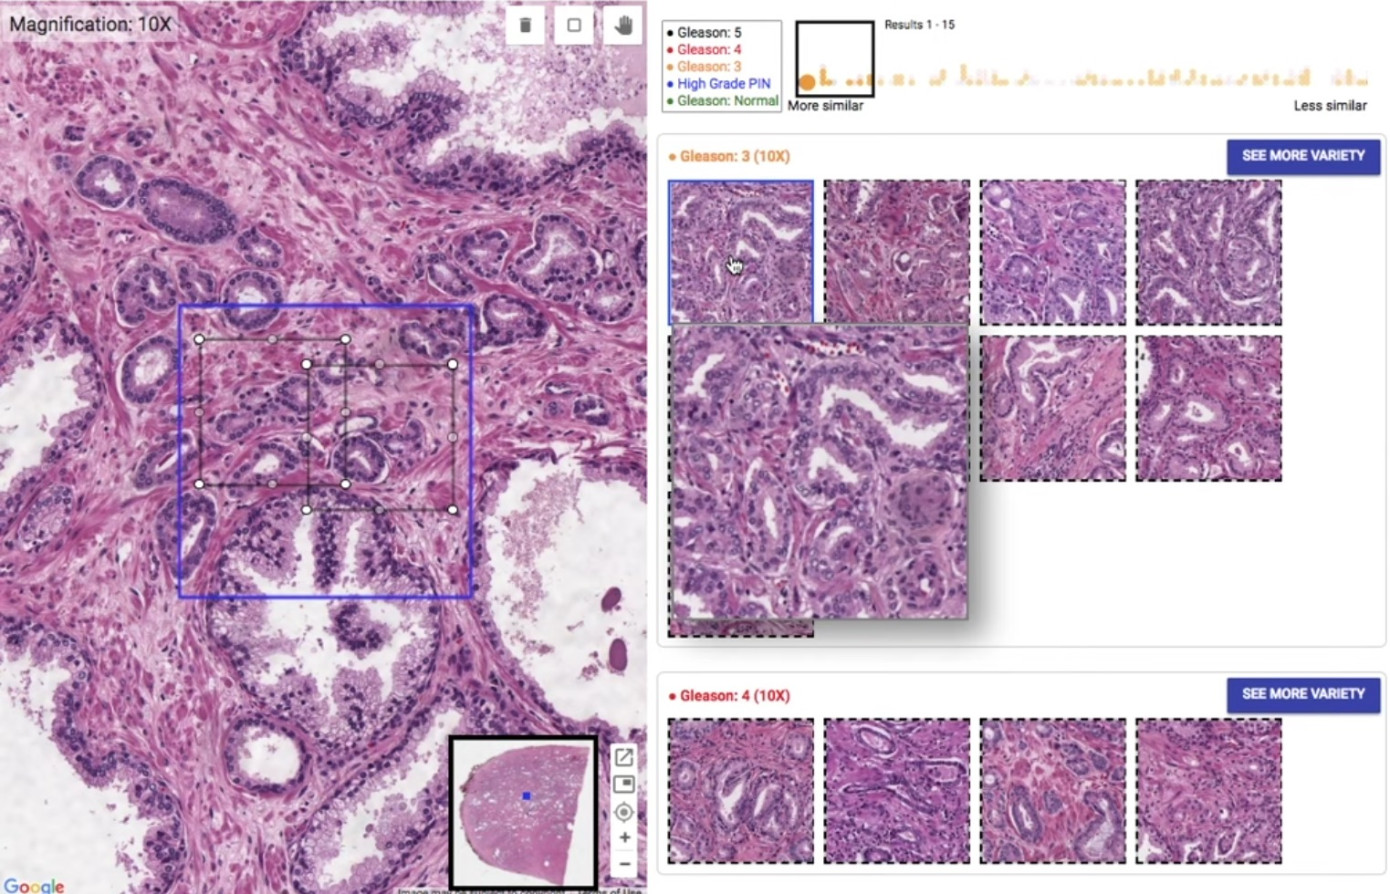 Magnification: 10X
Gleason: 5
Gleason: 4
Gleason: 3
High Grade PIN
Gleason: Normal
Results 1 - 15
More similar
Less similar
Gleason: 3 (10X)
SEE MORE VARIETY
Gleason: 4 (10X)
SEE MORE VARIETY
Google